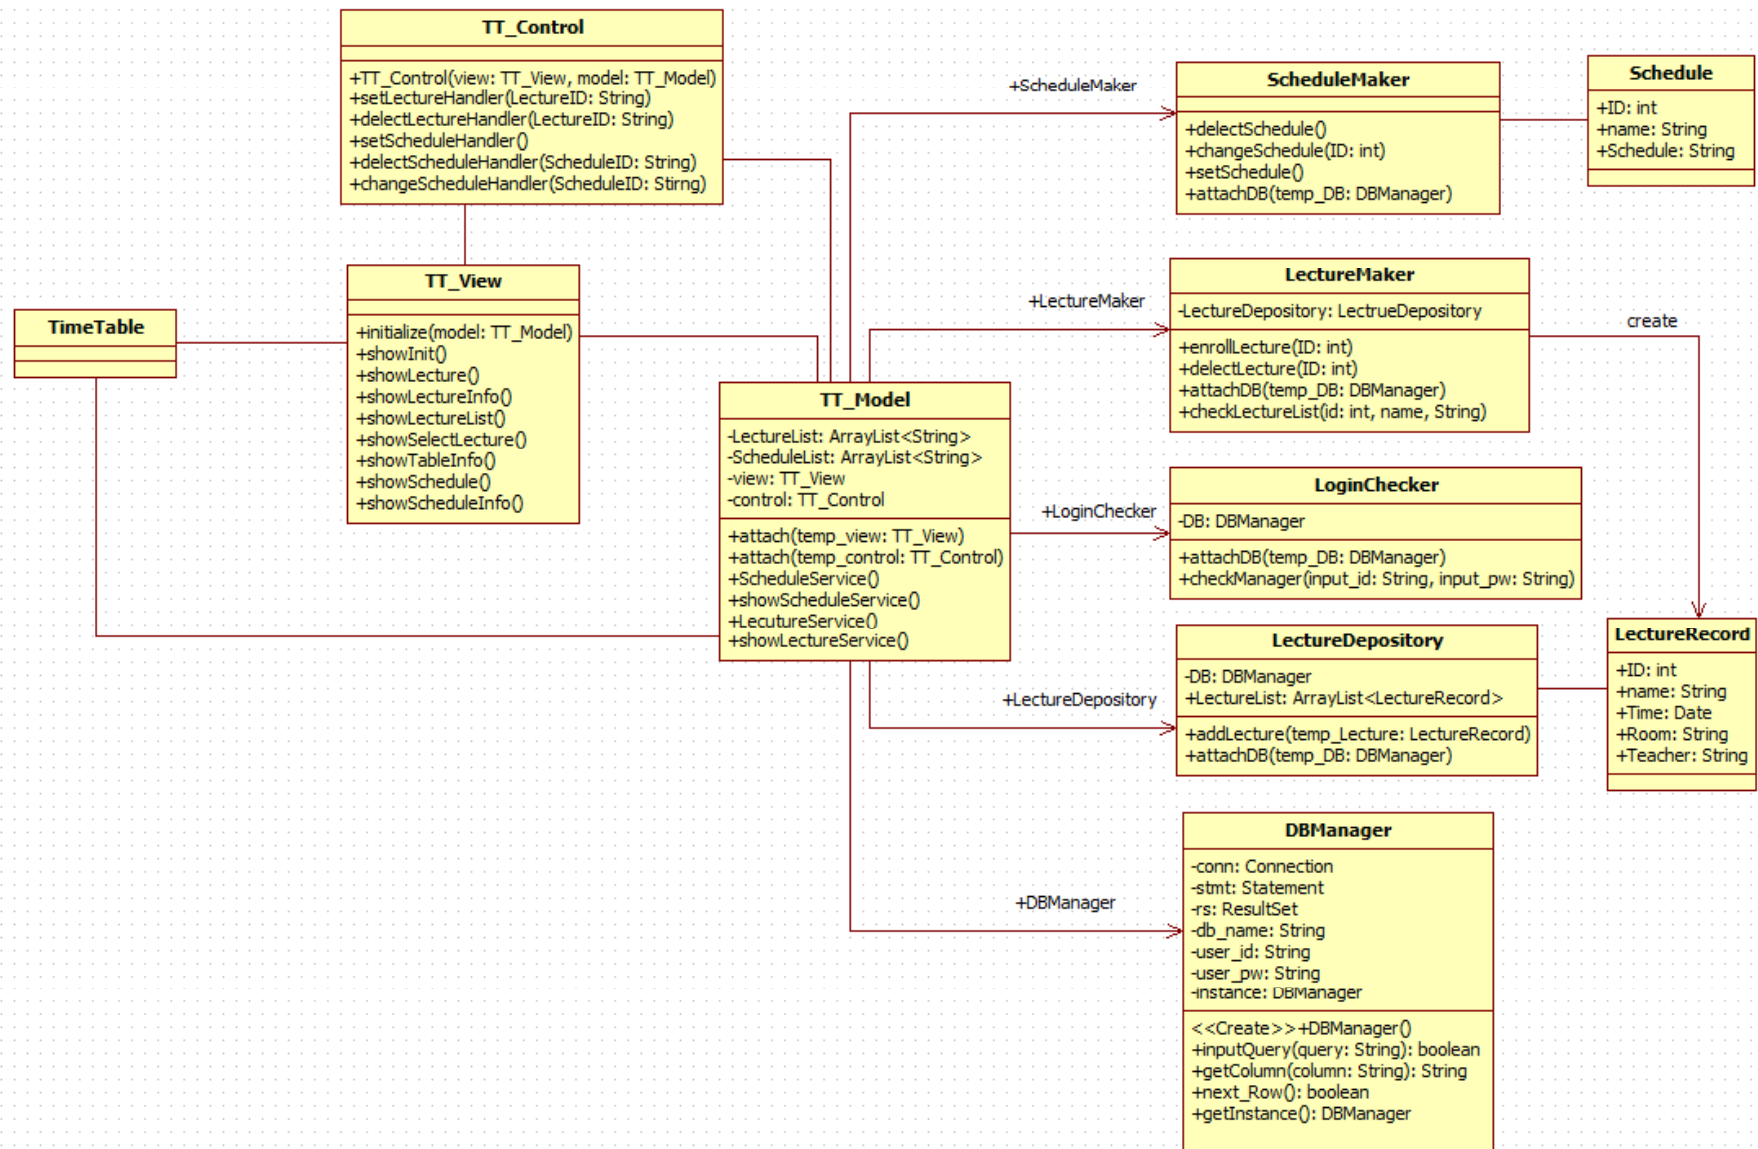 TT_Control
+TT_Control(view: TT_View, model: TT_Model)
+setLectureHandler(LectureID: String)
+delectLectureHandler(LectureID: String)
+setScheduleHandler()
+delectScheduleHandler(ScheduleID: String)
+changeScheduleHandler(ScheduleID: Stirng)
TT_View
+initialize(model: TT_Model)
+showInit()
+showLecture()
+showLectureInfo()
+showLectureList()
+showSelectLecture()
+showTableInfo()
+showSchedule()
+showScheduleInfo()
TimeTable
TT_Model
-LectureList: ArrayList<String>
-ScheduleList: ArrayList<String>
-view: TT_View
-control: TT_Control
+attach(temp_view: TT_View)
+attach(temp_control: TT_Control)
+ScheduleService()
+showScheduleService()
+LecutureService()
+showLectureService()
+ScheduleMaker
ScheduleMaker
+delectSchedule()
+changeSchedule(ID: int)
+setSchedule()
+attachDB(temp_DB: DBManager)
Schedule
+ID: int
+name: String
+Schedule: String
+LectureMaker
LectureMaker
-LectureDepository: LectrueDepository
+enrollLecture(ID: int)
+delectLecture(ID: int)
+attachDB(temp_DB: DBManager)
+checkLectureList(id: int, name, String)
create
+LoginChecker
LoginChecker
-DB: DBManager
+attachDB(temp_DB: DBManager)
+checkManager(input_id: String, input_pw: String)
+LectureDepository
LectureDepository
-DB: DBManager
+LectureList: ArrayList<LectureRecord>
+addLecture(temp_Lecture: LectureRecord)
+attachDB(temp_DB: DBManager)
LectureRecord
+ID: int
+name: String
+Time: Date
+Room: String
+Teacher: String
+DBManager
DBManager
-conn: Connection
-stmt: Statement
-rs: ResultSet
-db_name: String
-user_id: String
-user_pw: String
-instance: DBManager
<<Create>>+DBManager()
+inputQuery(query: String): boolean
+getColumn(column: String): String
+next_Row(): boolean
+getInstance(): DBManager